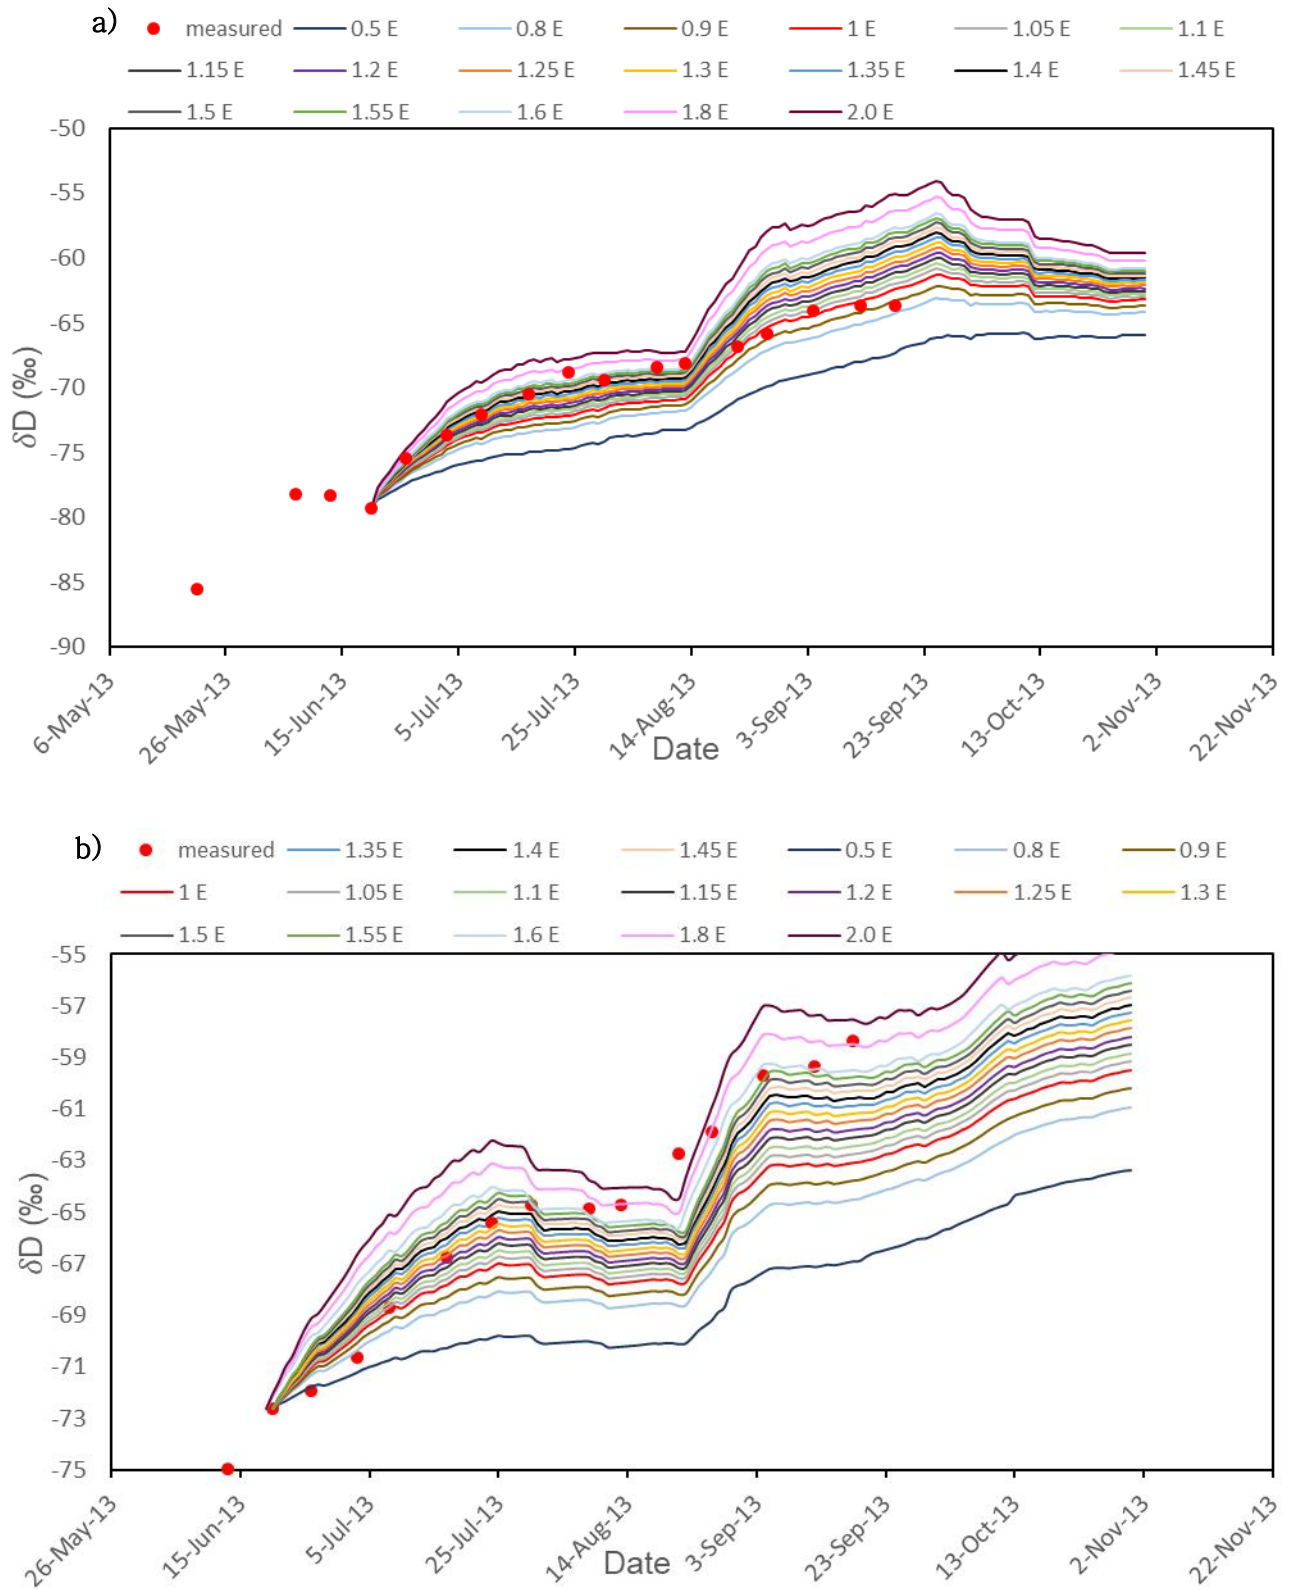 a)
measured 0.5 E 0.8 E 0.9 E 1 E 1.05 E 1.1 E
1.15 E 1.2 E 1.25 E 1.3 E 1.35 E 1.4 E 1.45 E
1.5 E 1.55 E 1.6 E 1.8 E 2.0 E
-50
-55
-60
-65
-70
-75
-80
-85
-90
δD (‰)
6-May-13 26-May-13 15-Jun-13 5-Jul-13 25-Jul-13 14-Aug-13 3-Sep-13 23-Sep-13 13-Oct-13 2-Nov-13 22-Nov-13
Date
b)
measured 1.35 E 1.4 E 1.45 E 0.5 E 0.8 E 0.9 E
1 E 1.05 E 1.1 E 1.15 E 1.2 E 1.25 E 1.3 E
1.5 E 1.55 E 1.6 E 1.8 E 2.0 E
-55
-57
-59
-61
-63
-65
-67
-69
-71
-73
-75
δD (‰)
26-May-13 15-Jun-13 5-Jul-13 25-Jul-13 14-Aug-13 3-Sep-13 23-Sep-13 13-Oct-13 2-Nov-13 22-Nov-13
Date